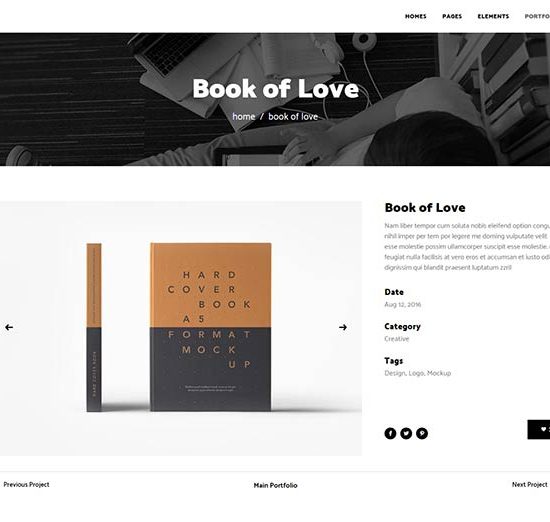 HOMES PAGES ELEMENTS PORTFO
Book of Love
home / book of love
HARD
COVER
BOOK
A5
FORMAT
MOCK
UP
HARD COVER BOOK
Book of Love
Nam liber tempor cum soluta nobis eleifend option congu
nihil imper per tem por legere me doming vulputate velit
esse molestie possim ullamcorper suscipit esse molestie.
feugiat nulla facilisis at vero eros et accumsan et iusto odi
dignissim qui blandit praesent luptatum zzril
Date
Aug 12, 2016
Category
Creative
Tags
Design, Logo, Mockup
Previous Project Main Portfolio Next Project